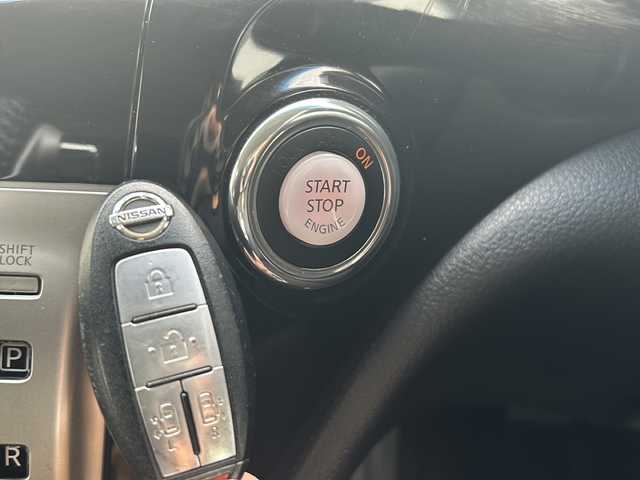 ON
START
STOP
ENGINE
NISSAN
SHIFT
LOCK
P
R